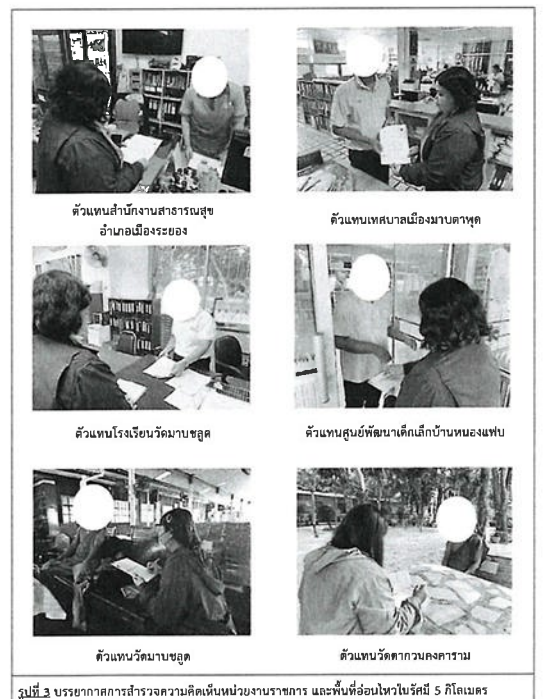 ตัวแทนสำนักงานสาธารณสุข
อำเภอเมืองระยอง
ตัวแทนเทศบาลเมืองมาบตาพุด
ตัวแทนโรงเรียนวัดมาบชลูด
ตัวแทนศูนย์พัฒนาเด็กเล็กบ้านหนองแฟบ
ตัวแทนวัดมาบชลูด
ตัวแทนวัดตากวนคงคาราม
รูปที่ 3 บรรยากาศการสำรวจความคิดเห็นหน่วยงานราชการ และพื้นที่อ่อนไหวในรัศมี 5 กิโลเมตร